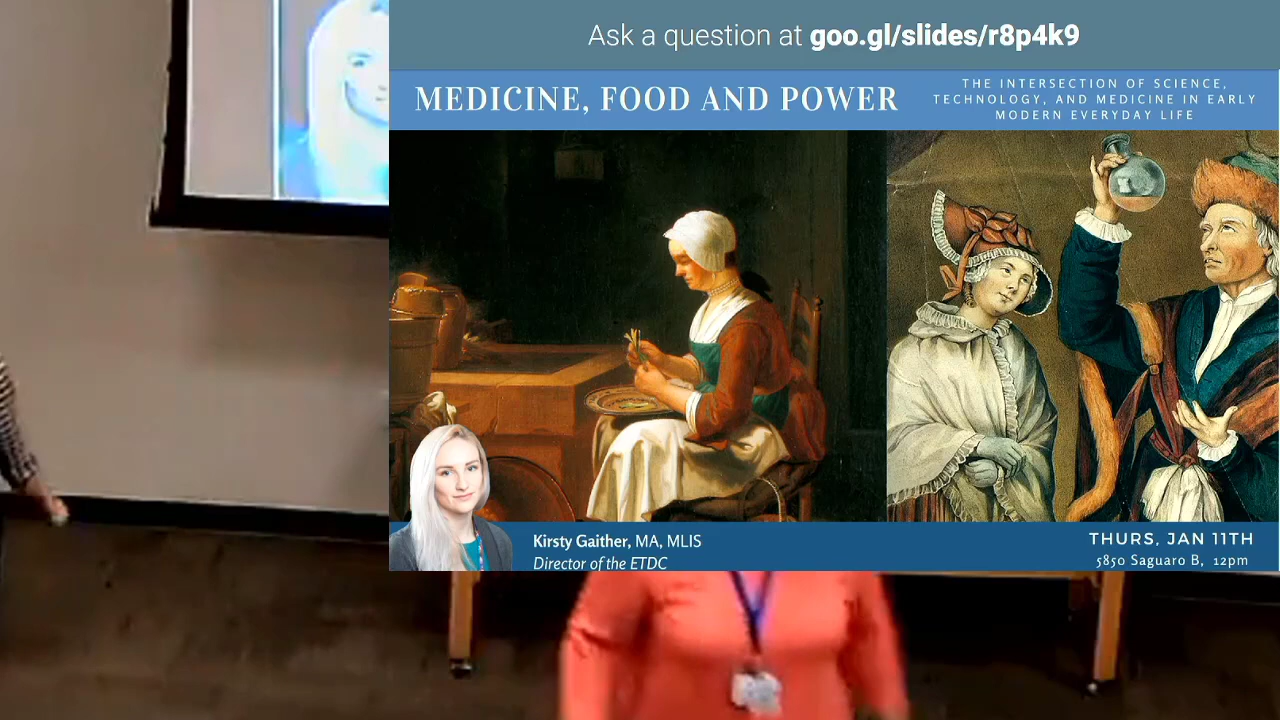 Ask a question at goo.gl/slides/r8p4k9
MEDICINE, FOOD AND POWER
THE INTERSECTION OF SCIENCE,
TECHNOLOGY, AND MEDICINE IN EARLY
MODERN EVERYDAY LIFE
Kirsty Gaither, MA, MLIS
Director of the ETDC
THURS, JAN 11TH
5850 Saguaro B, 12pm